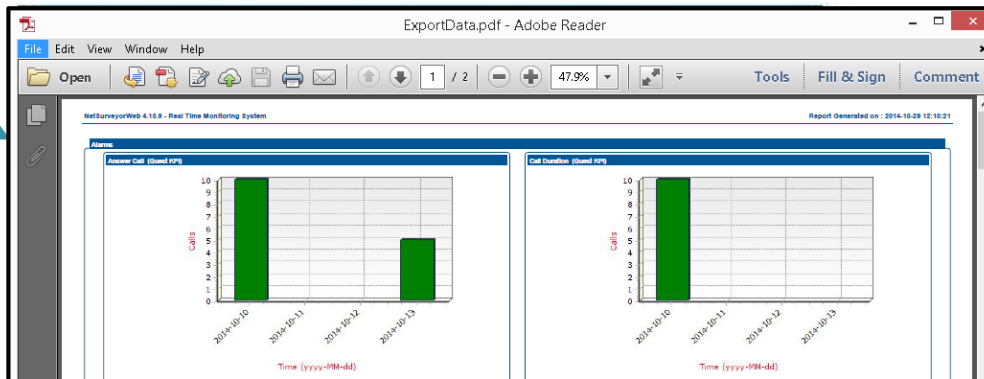 ExportData.pdf - Adobe Reader
File Edit View Window Help
Open 1 / 2 47.9% Tools Fill & Sign Comment
NetSurveyorWeb 4.10.9 - Real Time Monitoring System Report Generated on : 2014-10-29 12:10:21
Alarms
Answer Call (Guest KPI) Call Duration (Guest KPI)
10 10
9 9
8 8
7 7
6 6
5 5
4 4
3 3
2 2
1 1
0 0
Calls Calls
2014-10-10 2014-10-11 2014-10-12 2014-10-13 2014-10-10 2014-10-11 2014-10-12 2014-10-13
Time (yyyy-MM-dd) Time (yyyy-MM-dd)